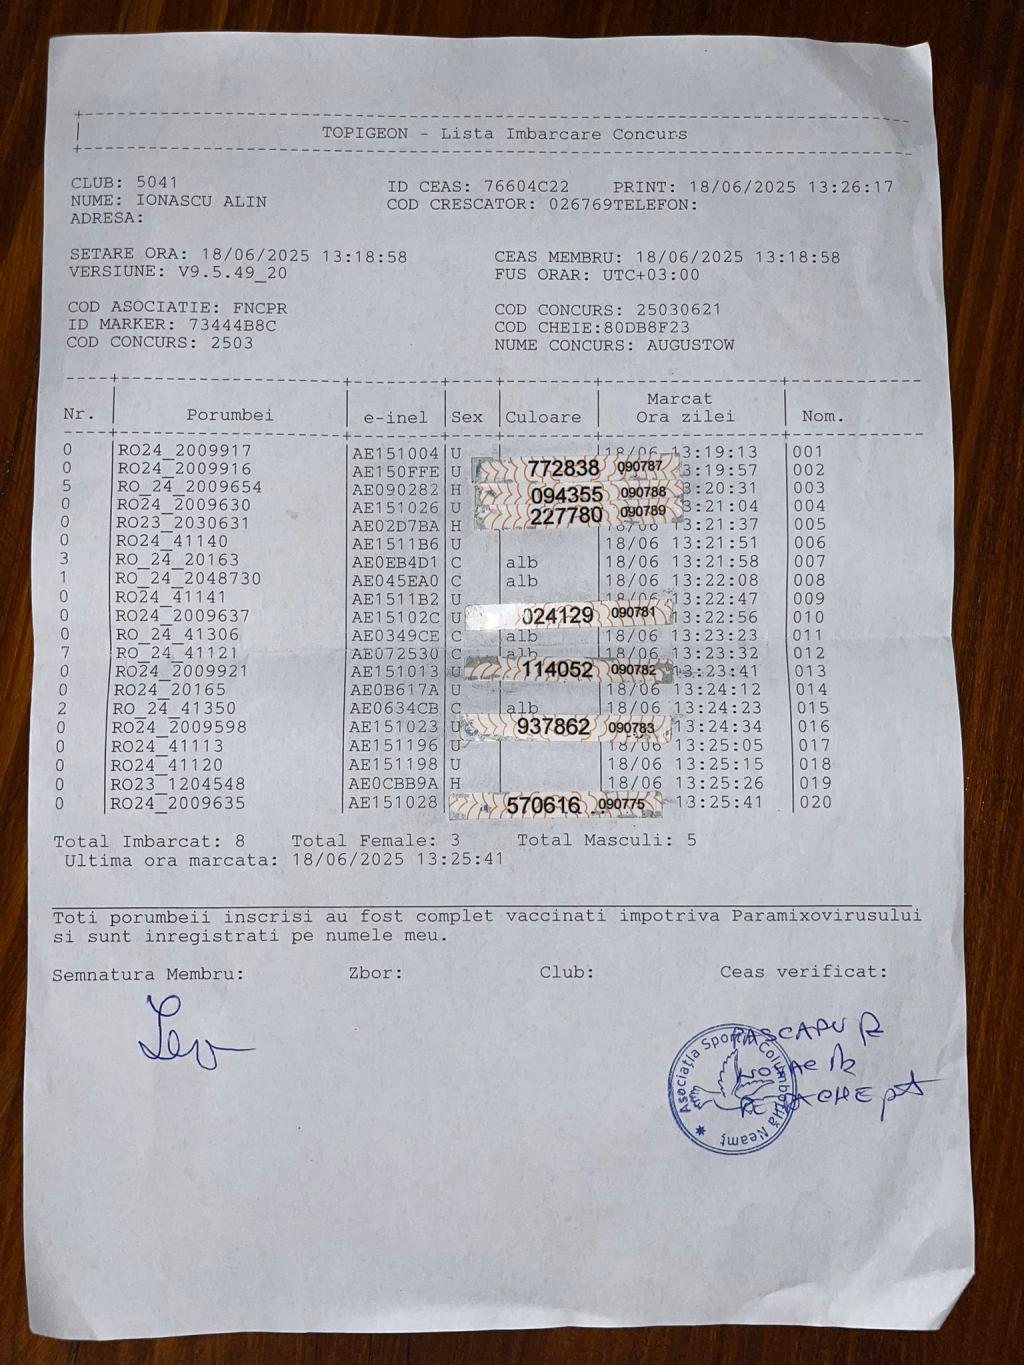 TOPIGEON - Lista Imbarcare Concurs
CLUB: 5041 ID CEAS: 76604C22 PRINT: 18/06/2025 13:26:17
NUME: IONASCU ALIN COD CRESCATOR: 026769TELEFON:
ADRESA:
SETARE ORA: 18/06/2025 13:18:58 CEAS MEMBRU: 18/06/2025 13:18:58
VERSIUNE: V9.5.49_20 FUS ORAR: UTC+03:00
COD ASOCIATIE: FNCPR COD CONCURS: 25030621
ID MARKER: 73444B8C COD CHEIE:80DB8F23
COD CONCURS: 2503 NUME CONCURS: AUGUSTOW
Nr. Porumbei e-inel Sex Culoare Marcat Ora zilei Nom.
0 RO24_2009917 AE151004 U 18/06 13:19:13 001
0 RO24_2009916 AE150FFE U 772838 090787 13:19:57 002
5 RO_24_2009654 AE090282 H 094355 090788 3:20:31 003
0 RO24_2009630 AE151026 U 227780 090789 3:21:04 004
0 RO23_2030631 AE02D7BA H 18/06 13:21:37 005
0 RO24_41140 AE1511B6 U 18/06 13:21:51 006
3 RO_24_20163 AE0EB4D1 C alb 18/06 13:21:58 007
1 RO_24_2048730 AE045EA0 C alb 18/06 13:22:08 008
0 RO24_41141 AE1511B2 U 18/06 13:22:47 009
0 RO24_2009637 AE15102C U 024129 090781 13:22:56 010
0 RO_24_41306 AE0349CE C alb 18/06 13:23:23 011
7 RO_24_41121 AE072530 C alb 18/06 13:23:32 012
0 RO24_2009921 AE151013 U 114052 090782 13:23:41 013
0 RO24_20165 AE0B617A U 18/06 13:24:12 014
2 RO_24_41350 AE0634CB C alb 18/06 13:24:23 015
0 RO24_2009598 AE151023 U 937862 090783 13:24:34 016
0 RO24_41113 AE151196 U 18/06 13:25:05 017
0 RO24_41120 AE151198 U 18/06 13:25:15 018
0 RO23_1204548 AE0CBB9A H 18/06 13:25:26 019
0 RO24_2009635 AE151028 570616 090775 13:25:41 020
Total Imbarcat: 8 Total Female: 3 Total Masculi: 5
Ultima ora marcata: 18/06/2025 13:25:41
Toti porumbeii inscrisi au fost complet vaccinati impotriva Paramixovirusului
si sunt inregistrati pe numele meu.
Semnatura Membru: Zbor: Club: Ceas verificat:
Asociația Sportivă Columbofilă Neamț